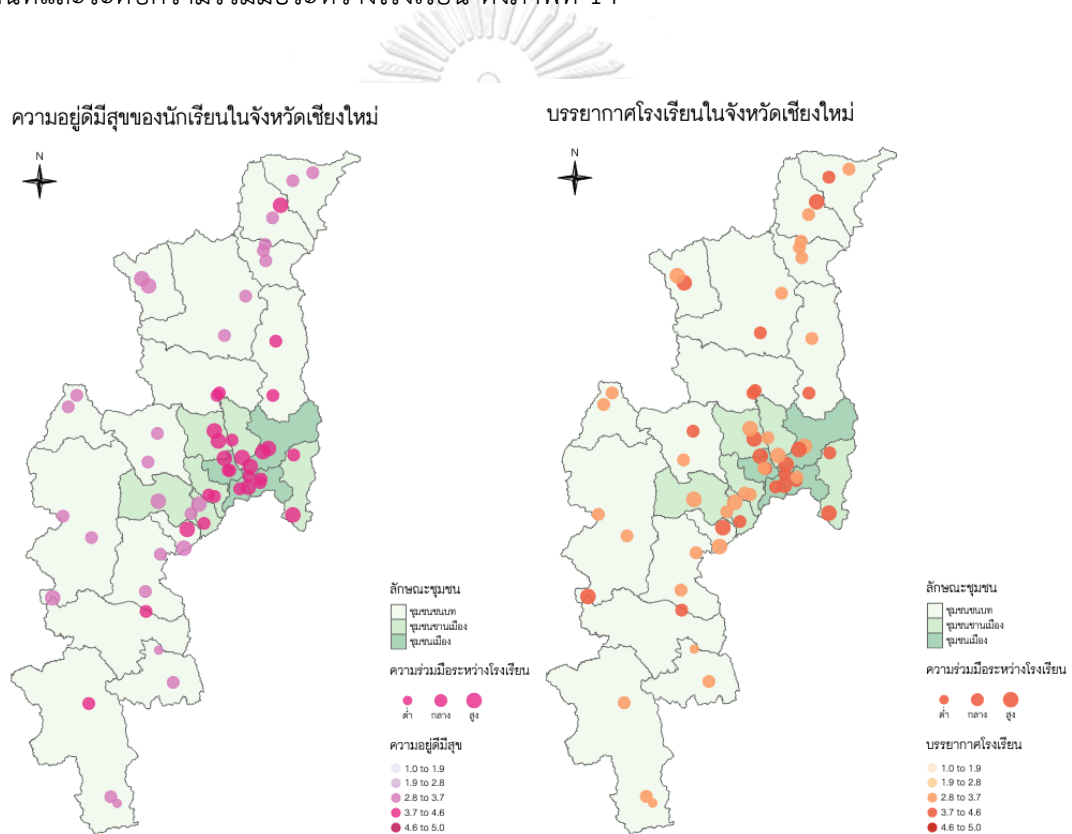 ความอยู่ดีมีสุขของนักเรียนในจังหวัดเชียงใหม่
N
ลักษณะชุมชน
ชุมชนชนบท
ชุมชนชานเมือง
ชุมชนเมือง
ความร่วมมือระหว่างโรงเรียน
ต่ำ กลาง สูง
ความอยู่ดีมีสุข
1.0 to 1.9
1.9 to 2.8
2.8 to 3.7
3.7 to 4.6
4.6 to 5.0
บรรยากาศโรงเรียนในจังหวัดเชียงใหม่
N
ลักษณะชุมชน
ชุมชนชนบท
ชุมชนชานเมือง
ชุมชนเมือง
ความร่วมมือระหว่างโรงเรียน
ต่ำ กลาง สูง
บรรยากาศโรงเรียน
1.0 to 1.9
1.9 to 2.8
2.8 to 3.7
3.7 to 4.6
4.6 to 5.0